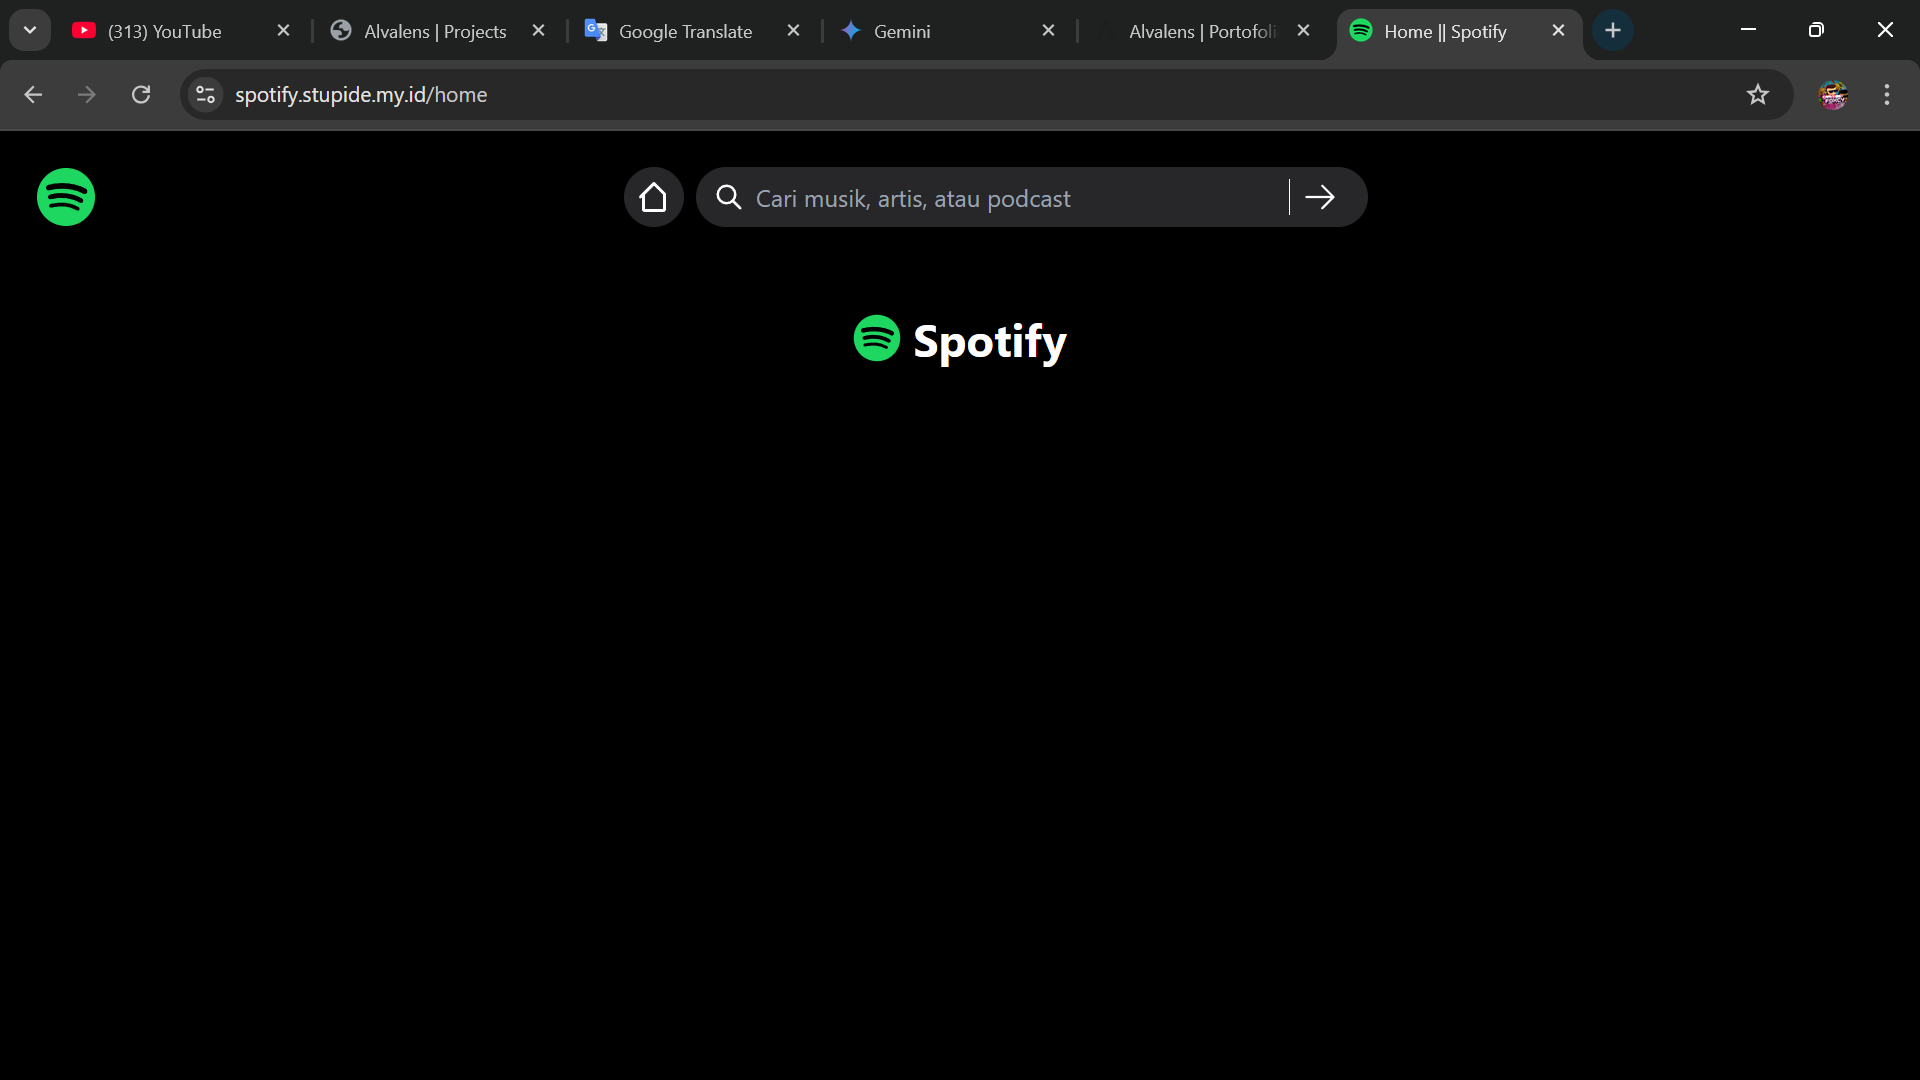 (313) YouTube
Alvalens | Projects
Google Translate
Gemini
Alvalens | Portofoli
Home || Spotify
spotify.stupide.my.id/home
Cari musik, artis, atau podcast
Spotify